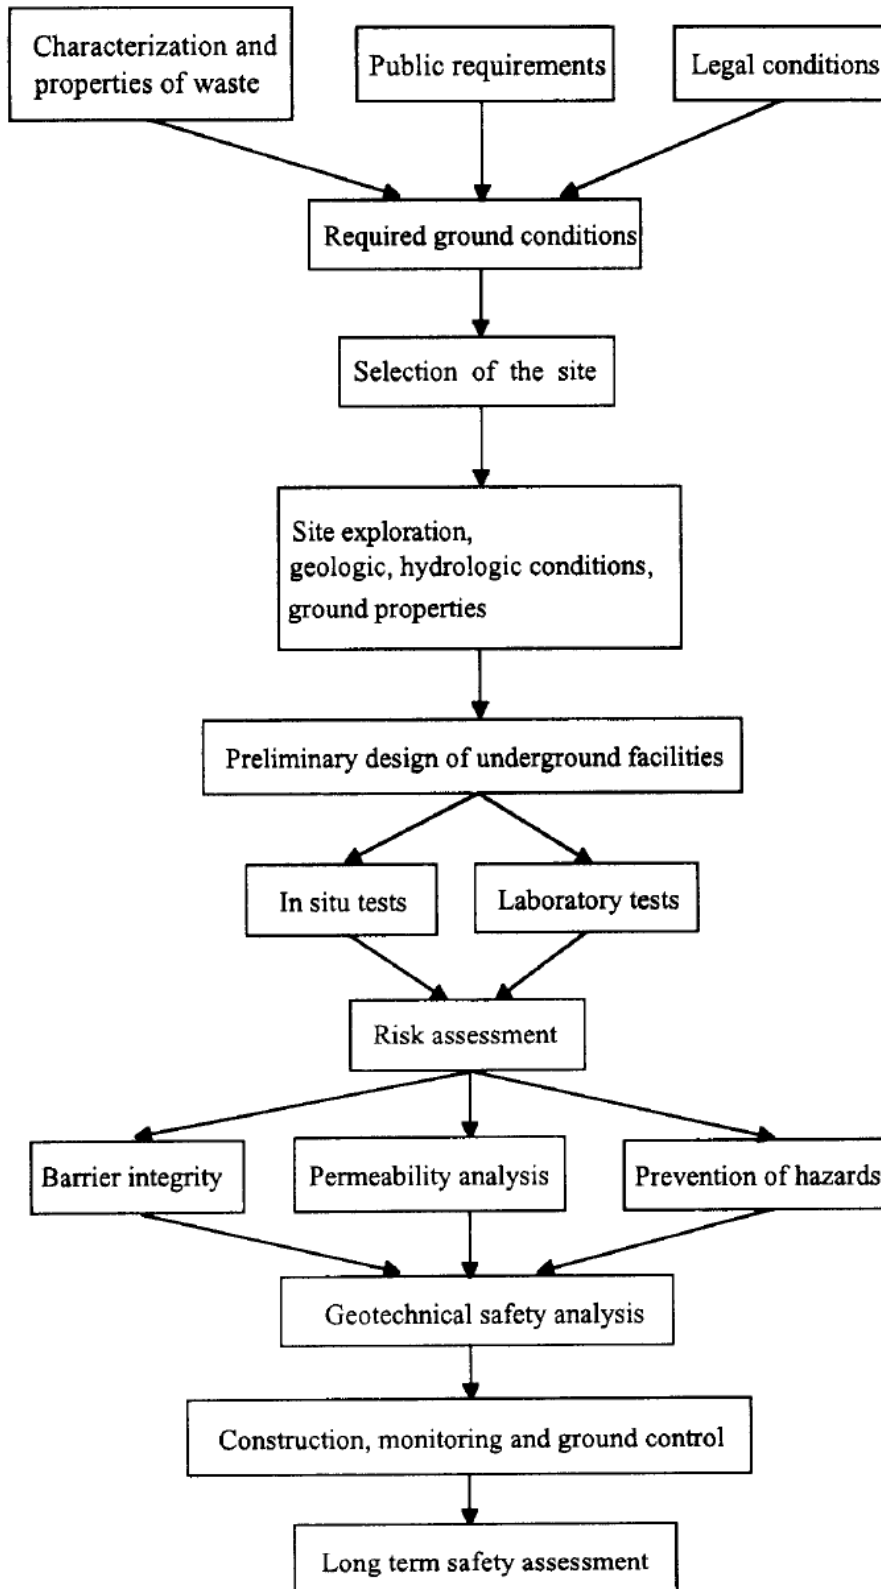 Characterization and
properties of waste
Public requirements
Legal conditions
Required ground conditions
Selection of the site
Site exploration,
geologic, hydrologic conditions,
ground properties
Preliminary design of underground facilities
In situ tests
Laboratory tests
Risk assessment
Barrier integrity
Permeability analysis
Prevention of hazards
Geotechnical safety analysis
Construction, monitoring and ground control
Long term safety assessment